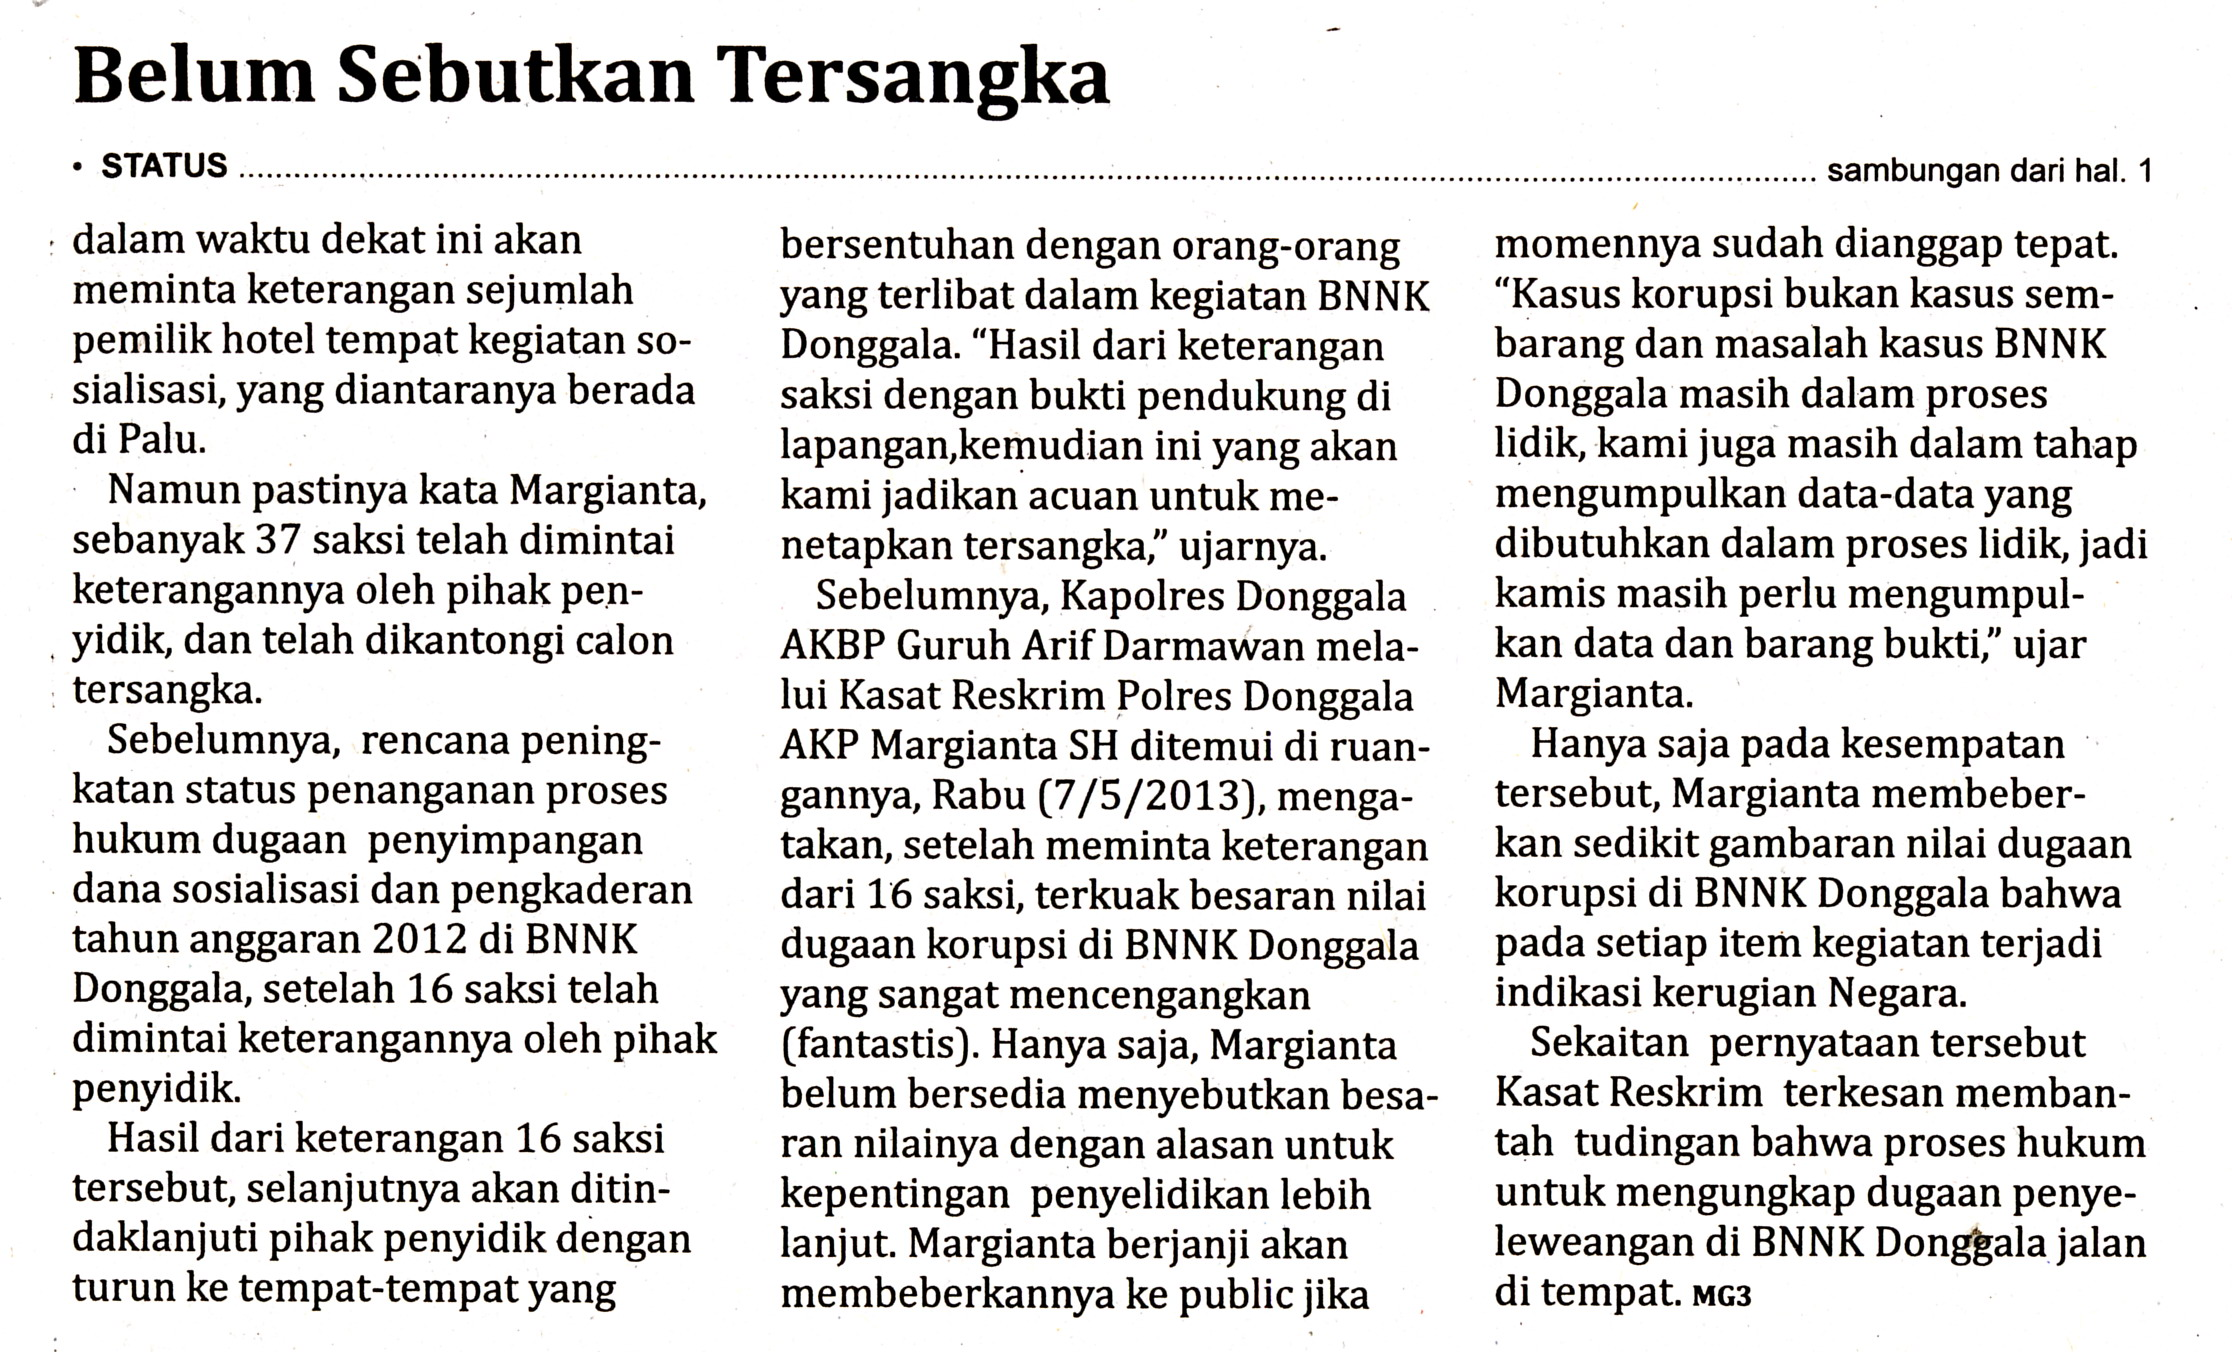 Belum Sebutkan Tersangka
• STATUS ........................................................................................................ sambungan dari hal. 1
dalam waktu dekat ini akan
meminta keterangan sejumlah
pemilik hotel tempat kegiatan so-
sialisasi, yang diantaranya berada
di Palu.
Namun pastinya kata Margianta,
sebanyak 37 saksi telah dimintai
keterangannya oleh pihak pen-
yidik, dan telah dikantongi calon
tersangka.
Sebelumnya, rencana pening-
katan status penanganan proses
hukum dugaan penyimpangan
dana sosialisasi dan pengkaderan
tahun anggaran 2012 di BNNK
Donggala, setelah 16 saksi telah
dimintai keterangannya oleh pihak
penyidik.
Hasil dari keterangan 16 saksi
tersebut, selanjutnya akan ditin-
daklanjuti pihak penyidik dengan
turun ke tempat-tempat yang
bersentuhan dengan orang-orang
yang terlibat dalam kegiatan BNNK
Donggala. “Hasil dari keterangan
saksi dengan bukti pendukung di
lapangan,kemudian ini yang akan
kami jadikan acuan untuk me-
netapkan tersangka,” ujarnya.
Sebelumnya, Kapolres Donggala
AKBP Guruh Arif Darmawan mela-
lui Kasat Reskrim Polres Donggala
AKP Margianta SH ditemui di ruan-
gannya, Rabu (7/5/2013), menga-
takan, setelah meminta keterangan
dari 16 saksi, terkuak besaran nilai
dugaan korupsi di BNNK Donggala
yang sangat mencengangkan
(fantastis). Hanya saja, Margianta
belum bersedia menyebutkan besa-
ran nilainya dengan alasan untuk
kepentingan penyelidikan lebih
lanjut. Margianta berjanji akan
membeberkannya ke public jika
momennya sudah dianggap tepat.
“Kasus korupsi bukan kasus sem-
barang dan masalah kasus BNNK
Donggala masih dalam proses
lidik, kami juga masih dalam tahap
mengumpulkan data-data yang
dibutuhkan dalam proses lidik, jadi
kamis masih perlu mengumpul-
kan data dan barang bukti,” ujar
Margianta.
Hanya saja pada kesempatan
tersebut, Margianta membeber-
kan sedikit gambaran nilai dugaan
korupsi di BNNK Donggala bahwa
pada setiap item kegiatan terjadi
indikasi kerugian Negara.
Sekaitan pernyataan tersebut
Kasat Reskrim terkesan memban-
tah tudingan bahwa proses hukum
untuk mengungkap dugaan penye-
leweangan di BNNK Donggala jalan
di tempat. MG3